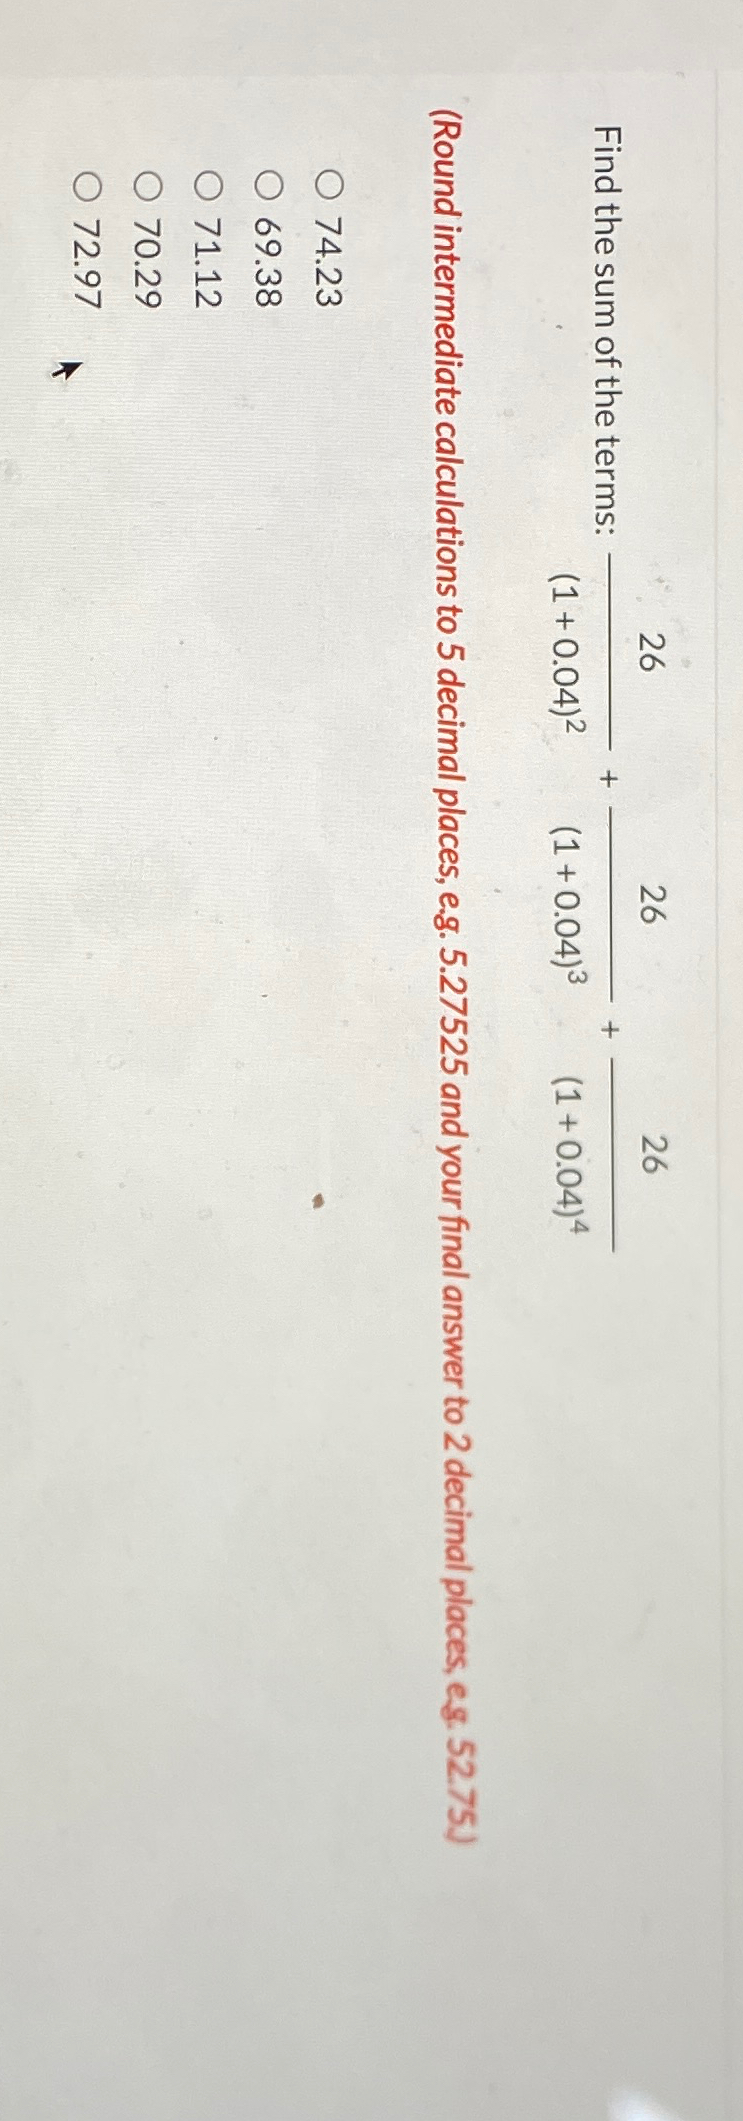 26 26 26
Find the sum of the terms: ――― + ――― + ―――
(1 + 0.04)² (1 + 0.04)³ (1 + 0.04)⁴
(Round intermediate calculations to 5 decimal places, e.g. 5.27525 and your final answer to 2 decimal places, e.g. 52.75.)
74.23
69.38
71.12
70.29
72.97